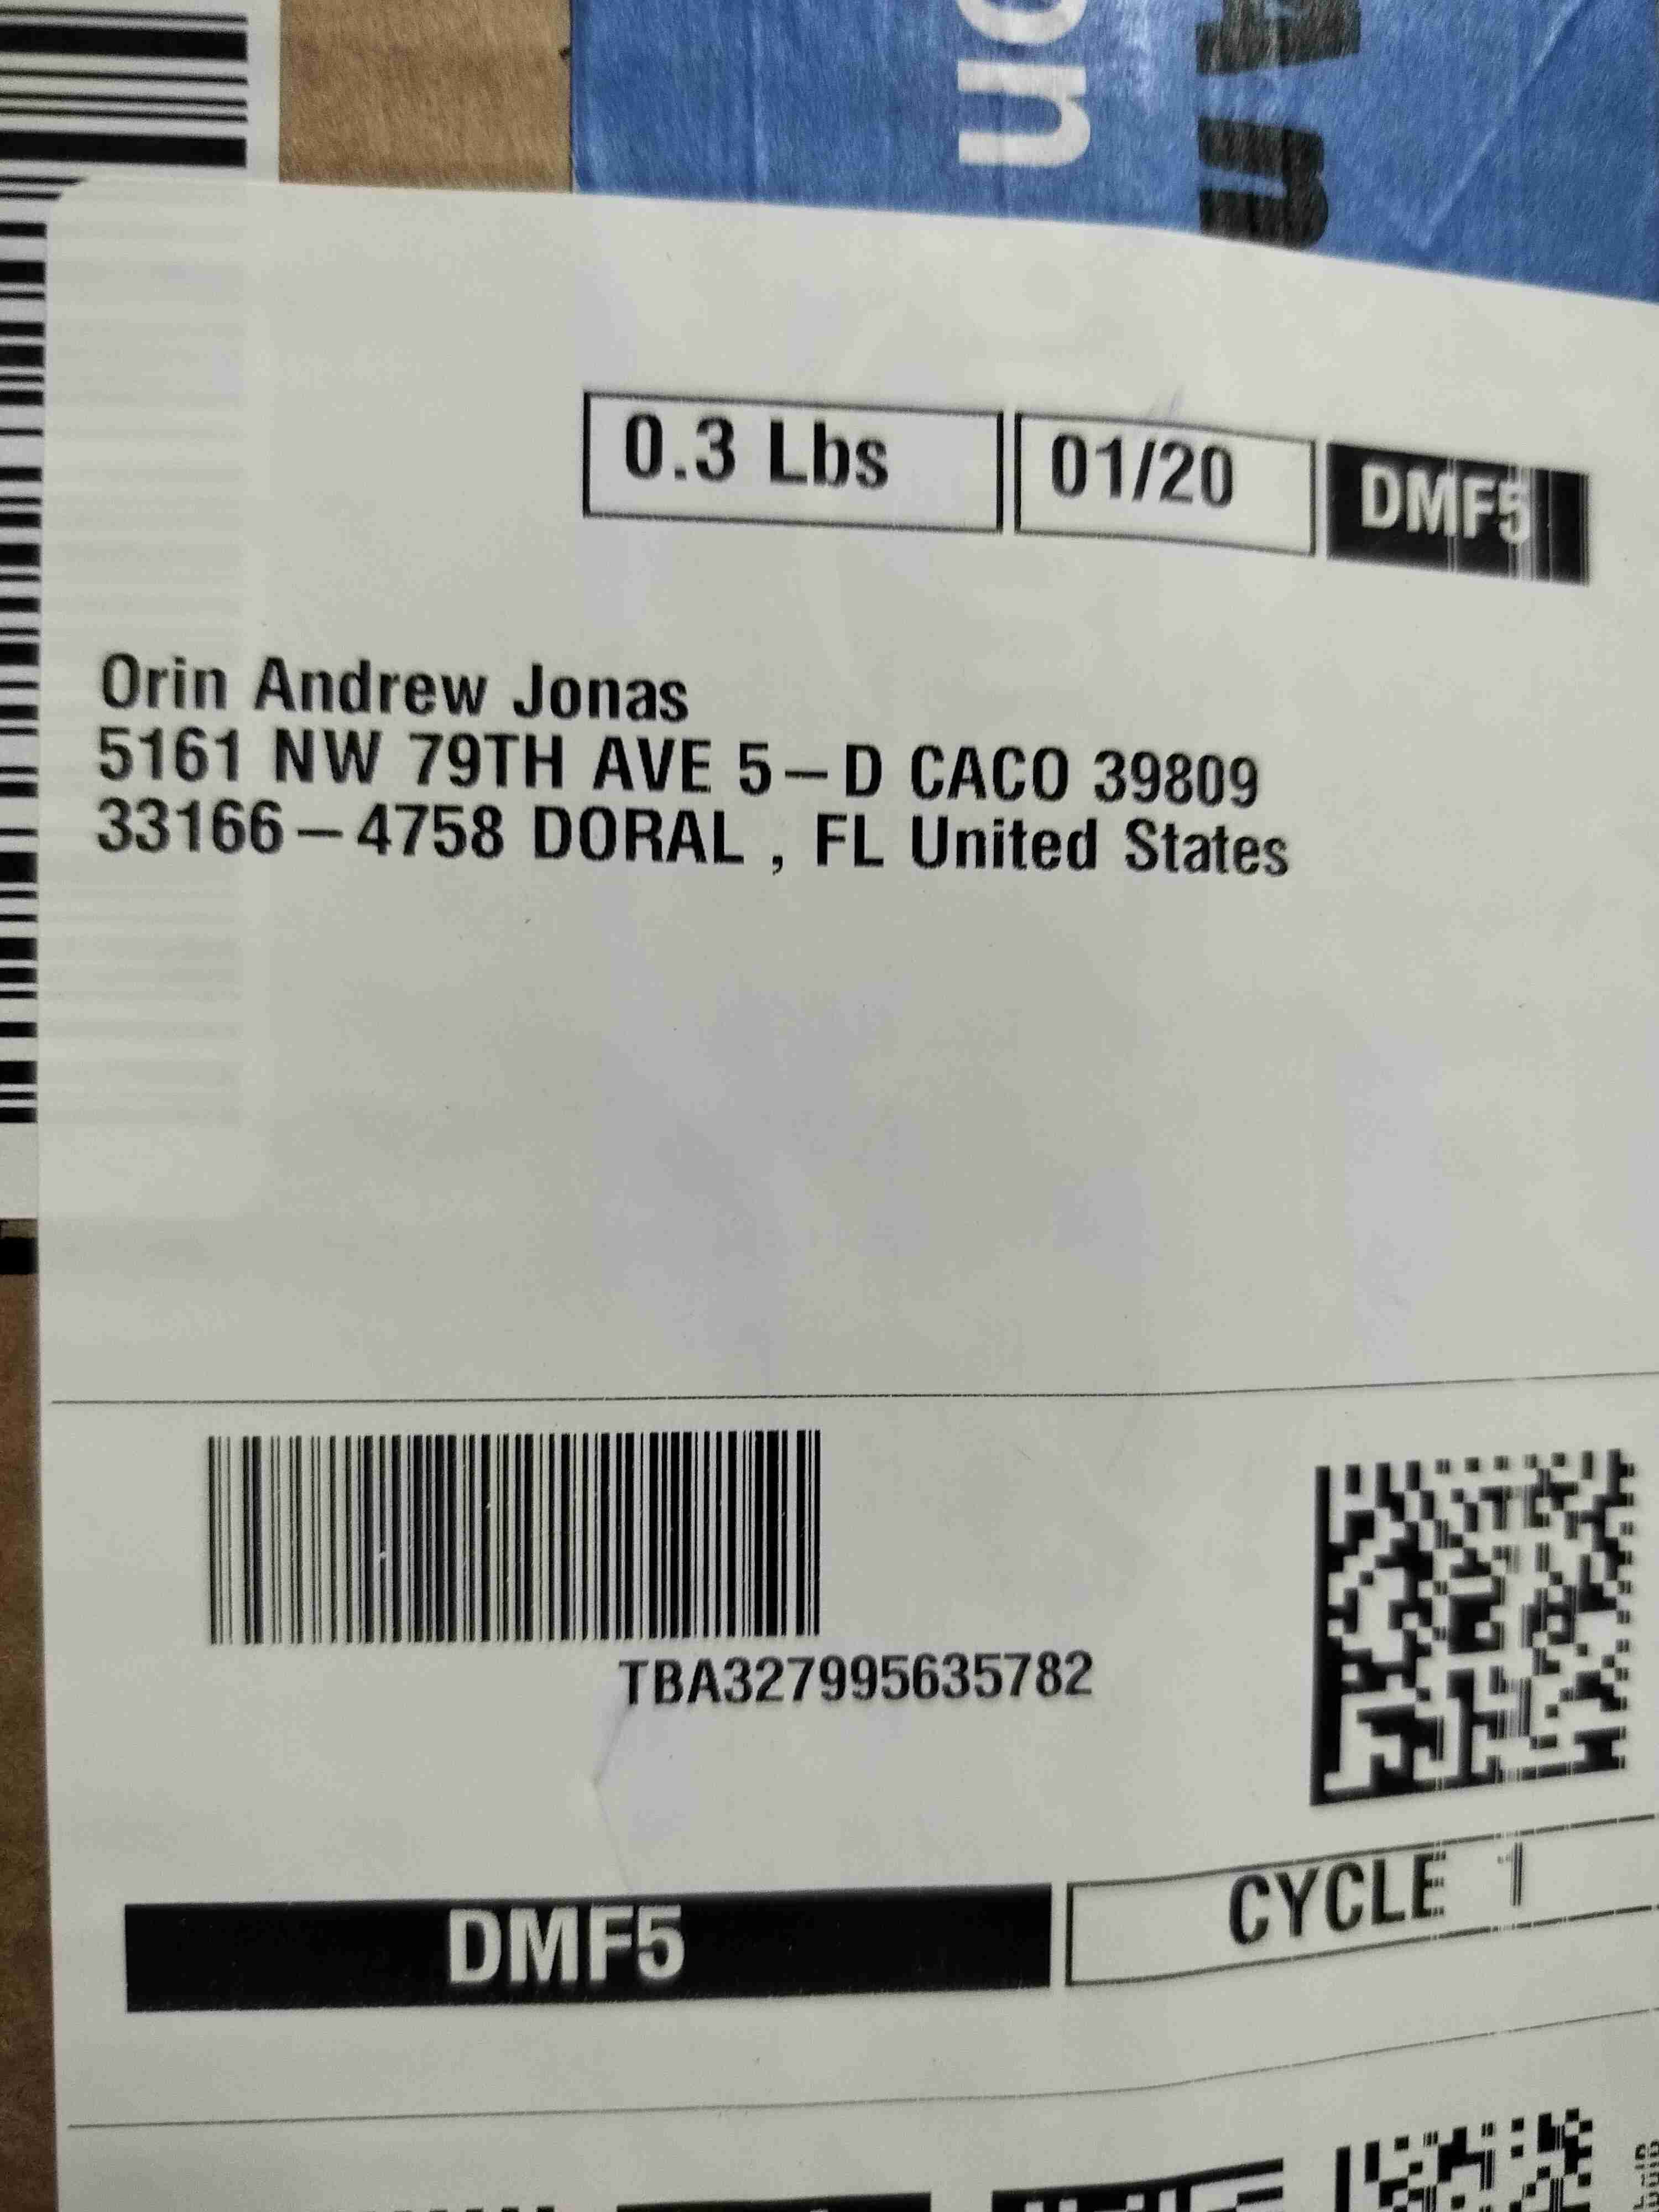 on
0.3 Lbs
01/20
DMF5
Orin Andrew Jonas
5161 NW 79TH AVE 5-D CACO 39809
33166-4758 DORAL , FL United States
TBA327995635782
DMF5
CYCLE 1